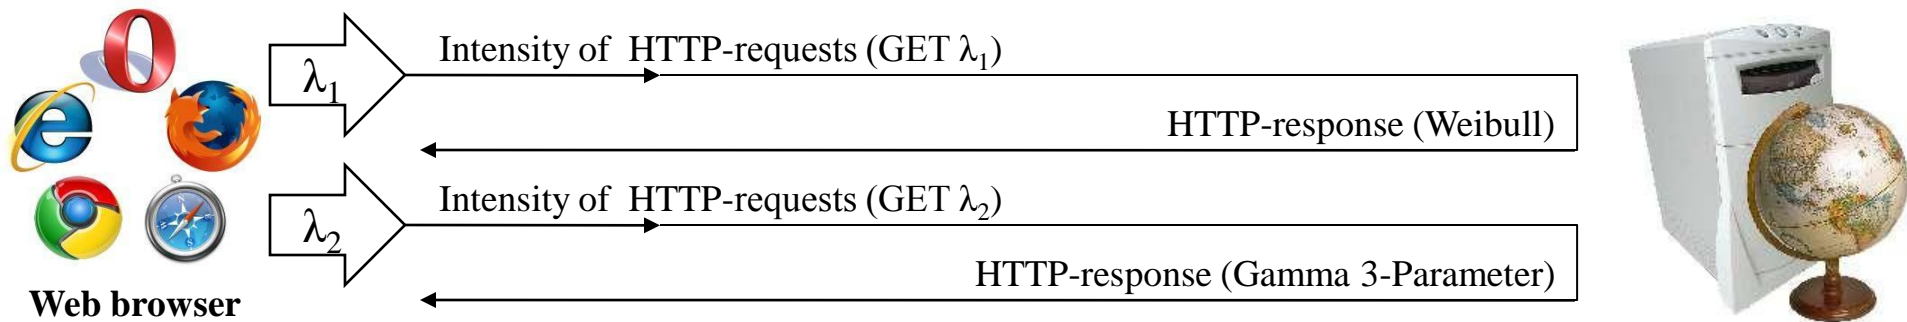 λ₁
Intensity of HTTP-requests (GET λ₁)
HTTP-response (Weibull)
λ₂
Intensity of HTTP-requests (GET λ₂)
HTTP-response (Gamma 3-Parameter)
Web browser